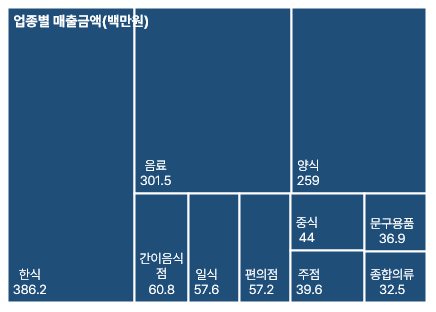 업종별 매출금액(백만원)
한식
386.2
음료
301.5
양식
259
간이음식
점
60.8
일식
57.6
편의점
57.2
중식
44
문구용품
36.9
주점
39.6
종합의류
32.5